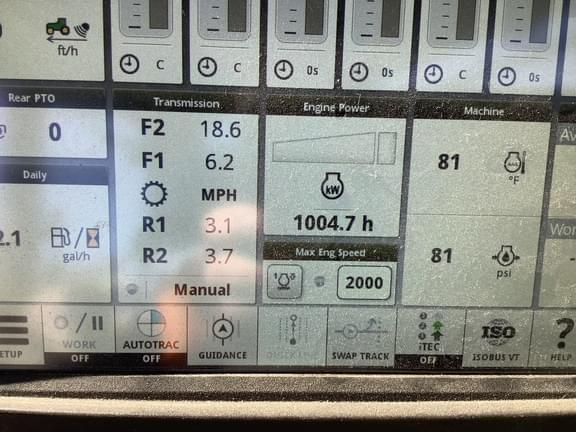 ft/h
C
C
0s
0s
C
0s
Rear PTO
0
Transmission
F2 18.6
F1 6.2
MPH
R1 3.1
R2 3.7
Manual
Engine Power
kW
1004.7 h
Max Eng Speed
2000
Machine
81
°F
81
psi
Daily
2.1
gal/h
WORK
OFF
AUTOTRAC
OFF
GUIDANCE
SWAP TRACK
iTEC
OFF
ISO
ISOBUS VT
?
HELP